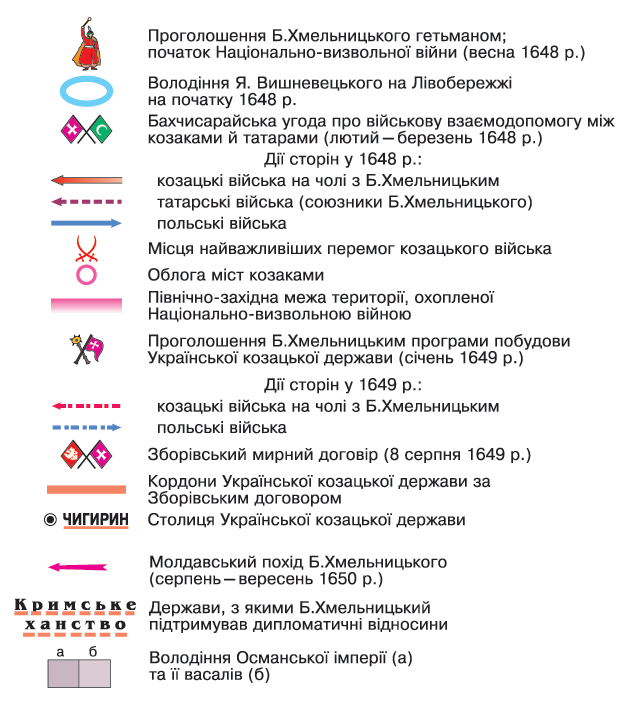 Проголошення Б.Хмельницького гетьманом;
початок Національно-визвольної війни (весна 1648 р.)
Володіння Я. Вишневецького на Лівобережжі
на початку 1648 р.
Бахчисарайська угода про військову взаємодопомогу між
козаками й татарами (лютий – березень 1648 р.)
Дії сторін у 1648 р.:
козацькі війська на чолі з Б.Хмельницьким
татарські війська (союзники Б.Хмельницького)
польські війська
Місця найважливіших перемог козацького війська
Облога міст козаками
Північно-західна межа території, охопленої
Національно-визвольною війною
Проголошення Б.Хмельницьким програми побудови
Української козацької держави (січень 1649 р.)
Дії сторін у 1649 р.:
козацькі війська на чолі з Б.Хмельницьким
польські війська
Зборівський мирний договір (8 серпня 1649 р.)
Кордони Української козацької держави за
Зборівським договором
ЧИГИРИН Столиця Української козацької держави
Молдавський похід Б.Хмельницького
(серпень – вересень 1650 р.)
Кримське Держави, з якими Б.Хмельницький
ханство підтримував дипломатичні відносини
а б Володіння Османської імперії (а)
та її васалів (б)